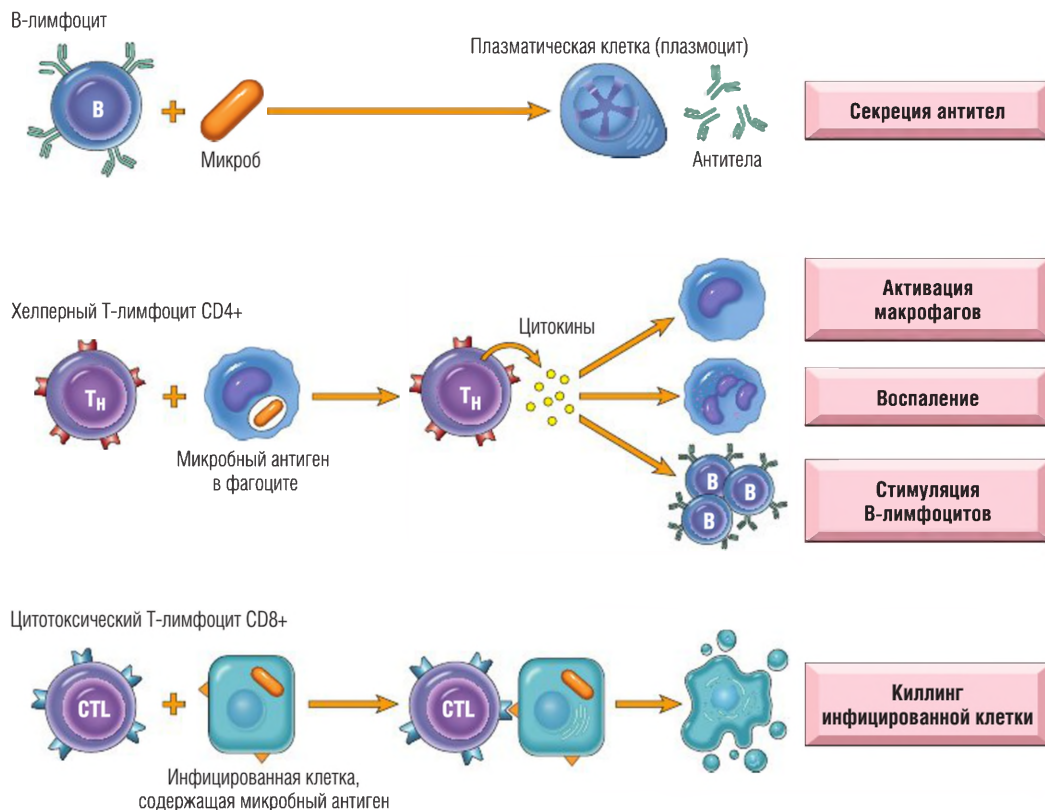 В-лимфоцит
Плазматическая клетка (плазмоцит)
B
Микроб
Антитела
Секреция антител
Хелперный Т-лимфоцит CD4+
Цитокины
Активация
макрофагов
TH
TH
Воспаление
Микробный антиген
в фагоците
B
B
B
Стимуляция
В-лимфоцитов
Цитотоксический Т-лимфоцит CD8+
CTL
CTL
Киллинг
инфицированной клетки
Инфицированная клетка,
содержащая микробный антиген